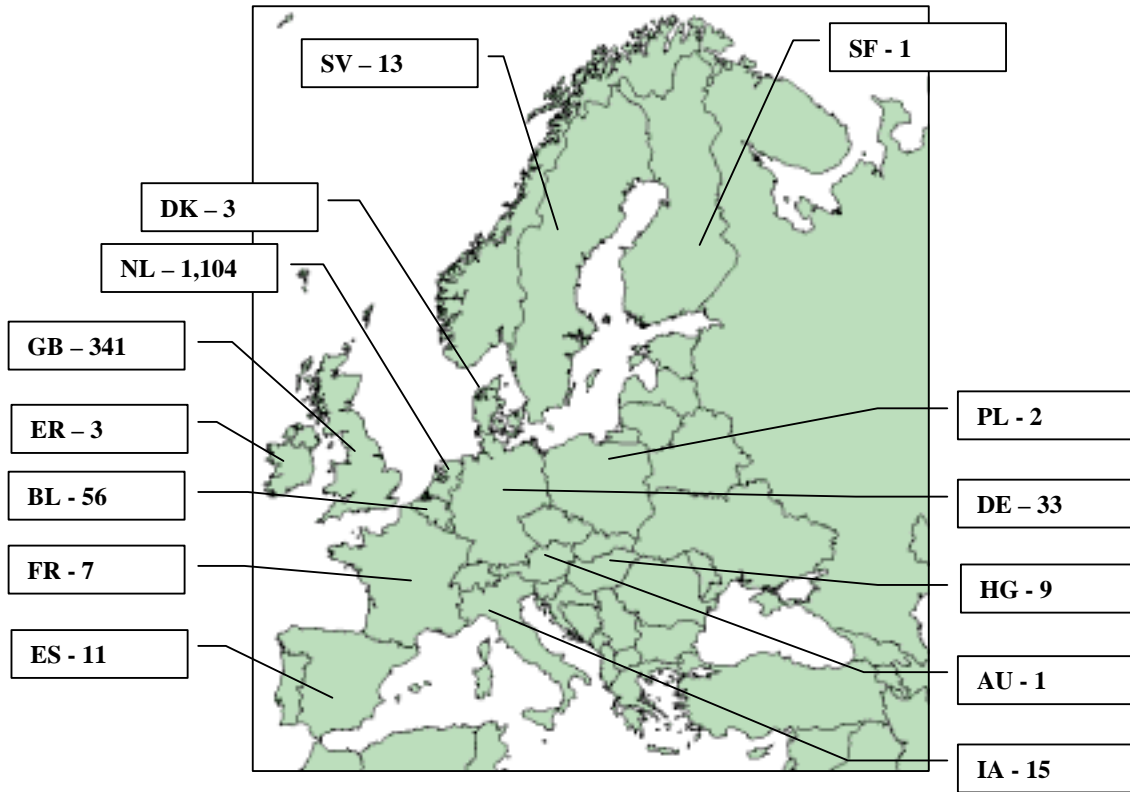 SV – 13
SF - 1
DK – 3
NL – 1,104
GB – 341
ER – 3
BL - 56
FR - 7
ES - 11
PL - 2
DE – 33
HG - 9
AU - 1
IA - 15